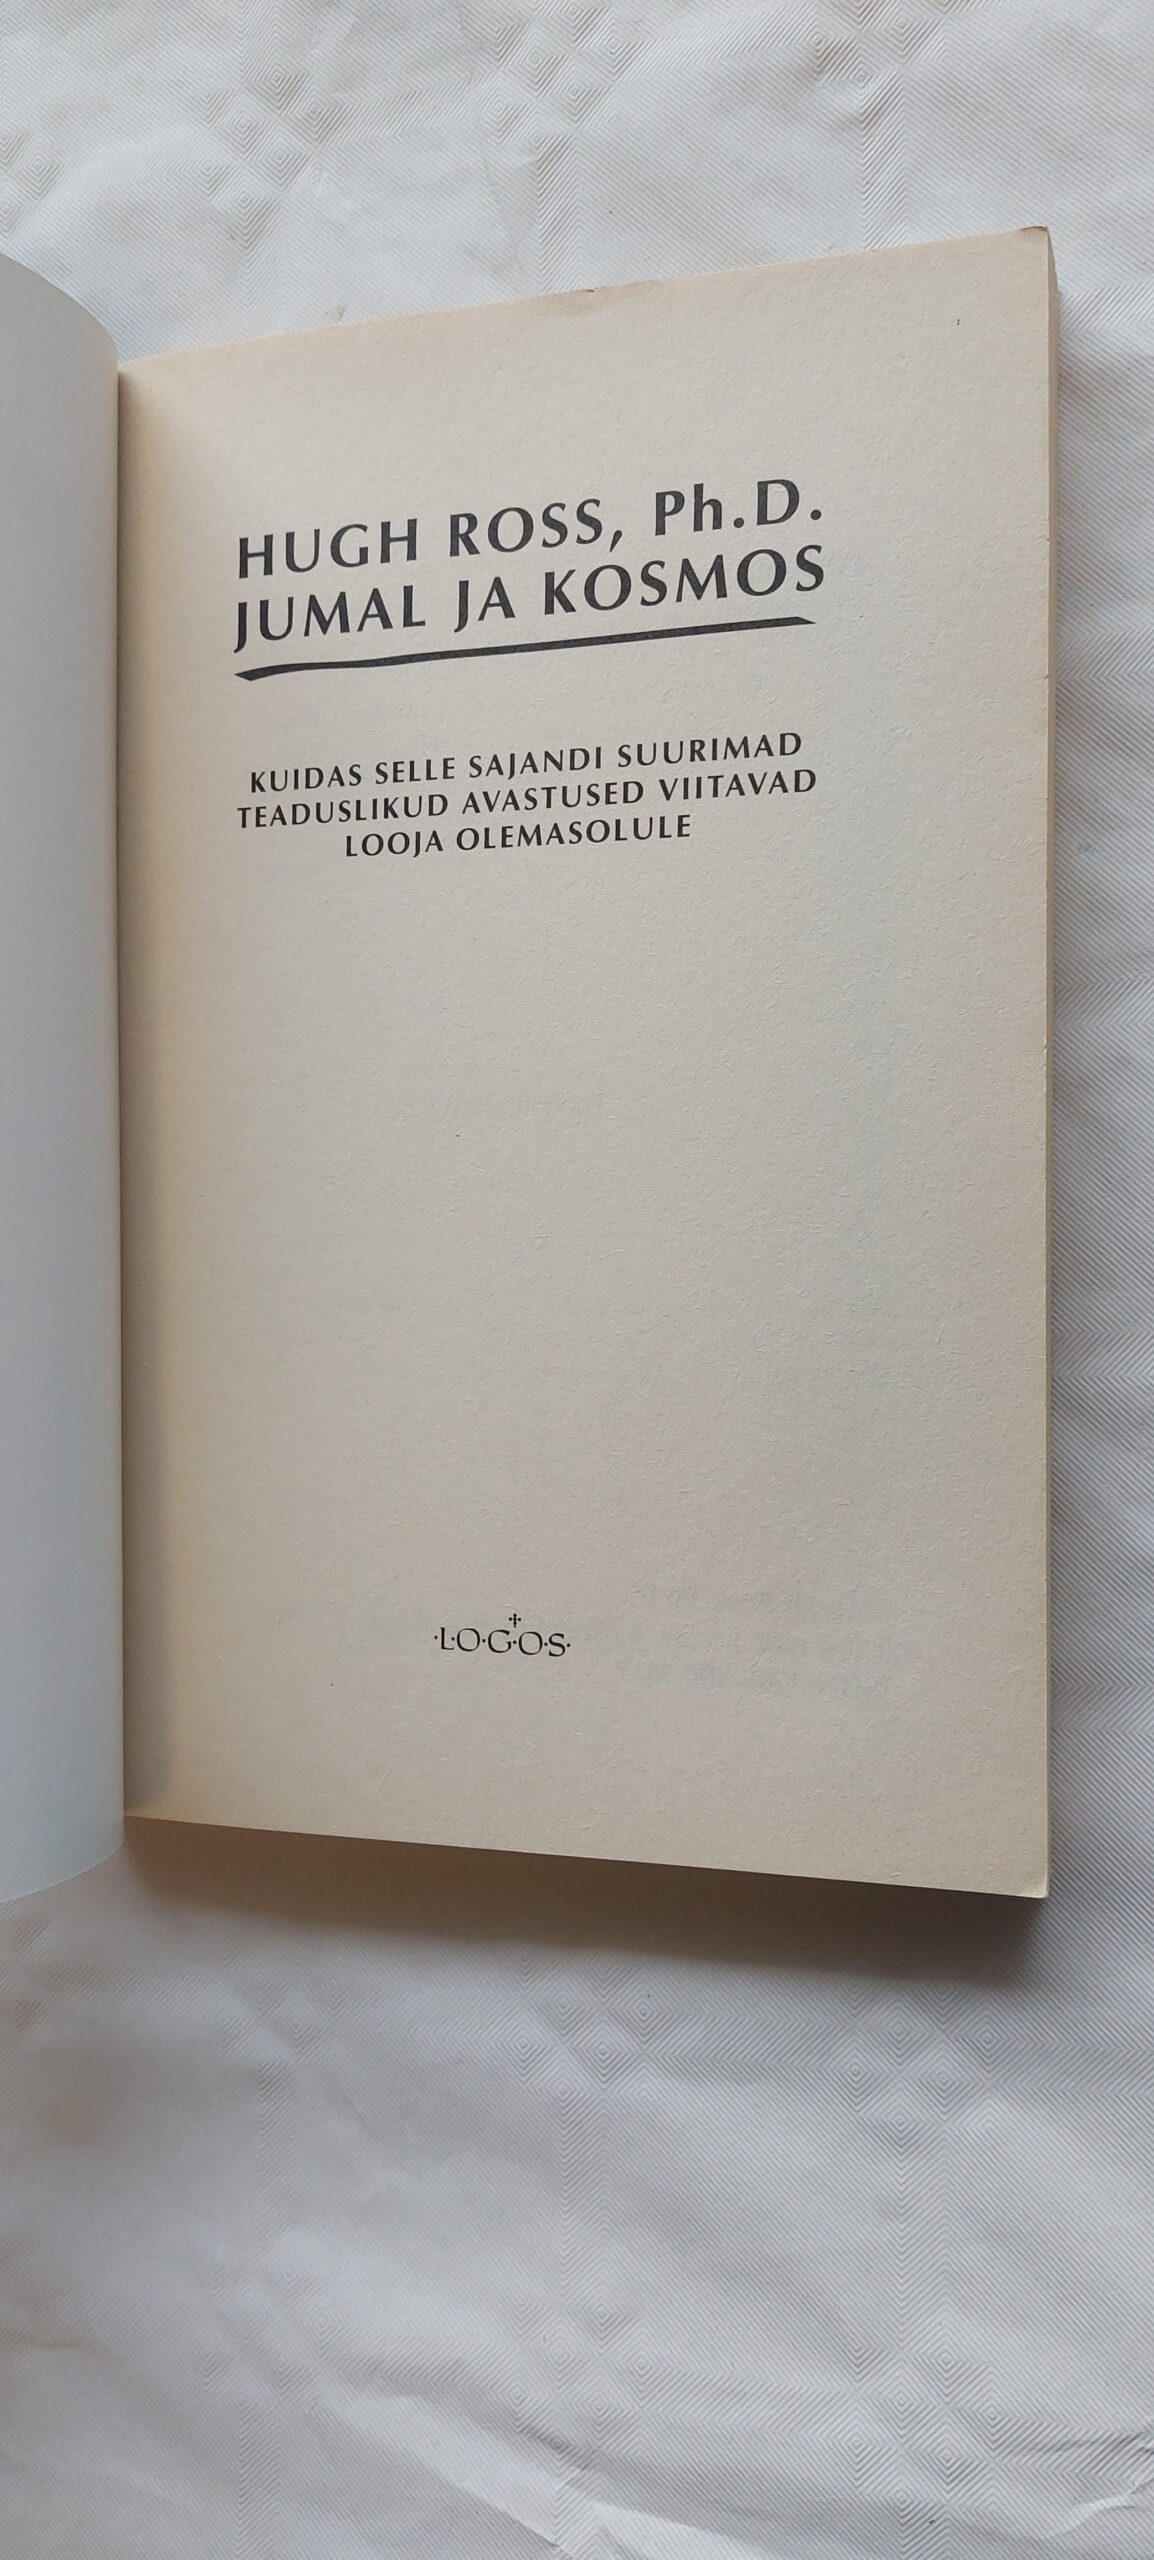 HUGH ROSS, Ph.D.
JUMAL JA KOSMOS
KUIDAS SELLE SAJANDI SUURIMAD
TEADUSLIKUD AVASTUSED VIITAVAD
LOOJA OLEMASOLULE
·L·O·G·O·S·